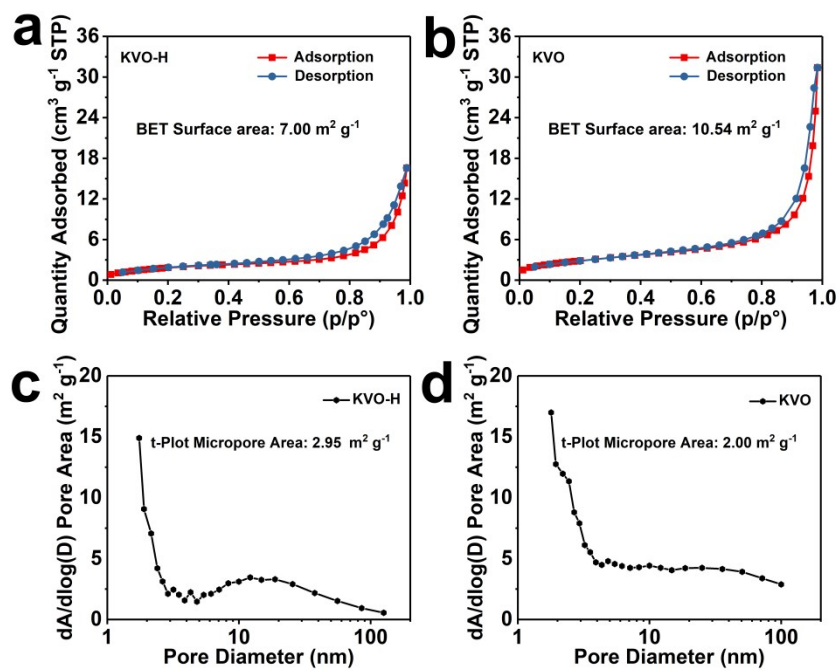 a
KVO-H
Adsorption
Desorption
BET Surface area: 7.00 m² g⁻¹
Quantity Adsorbed (cm³ g⁻¹ STP)
36
30
24
18
12
6
0
0.0 0.2 0.4 0.6 0.8 1.0
Relative Pressure (p/p°)
b
KVO
Adsorption
Desorption
BET Surface area: 10.54 m² g⁻¹
Quantity Adsorbed (cm³ g⁻¹ STP)
36
30
24
18
12
6
0
0.0 0.2 0.4 0.6 0.8 1.0
Relative Pressure (p/p°)
c
KVO-H
t-Plot Micropore Area: 2.95 m² g⁻¹
dA/dlog(D) Pore Area (m² g⁻¹)
20
15
10
5
0
1 10 100
Pore Diameter (nm)
d
KVO
t-Plot Micropore Area: 2.00 m² g⁻¹
dA/dlog(D) Pore Area (m² g⁻¹)
20
15
10
5
0
1 10 100
Pore Diameter (nm)